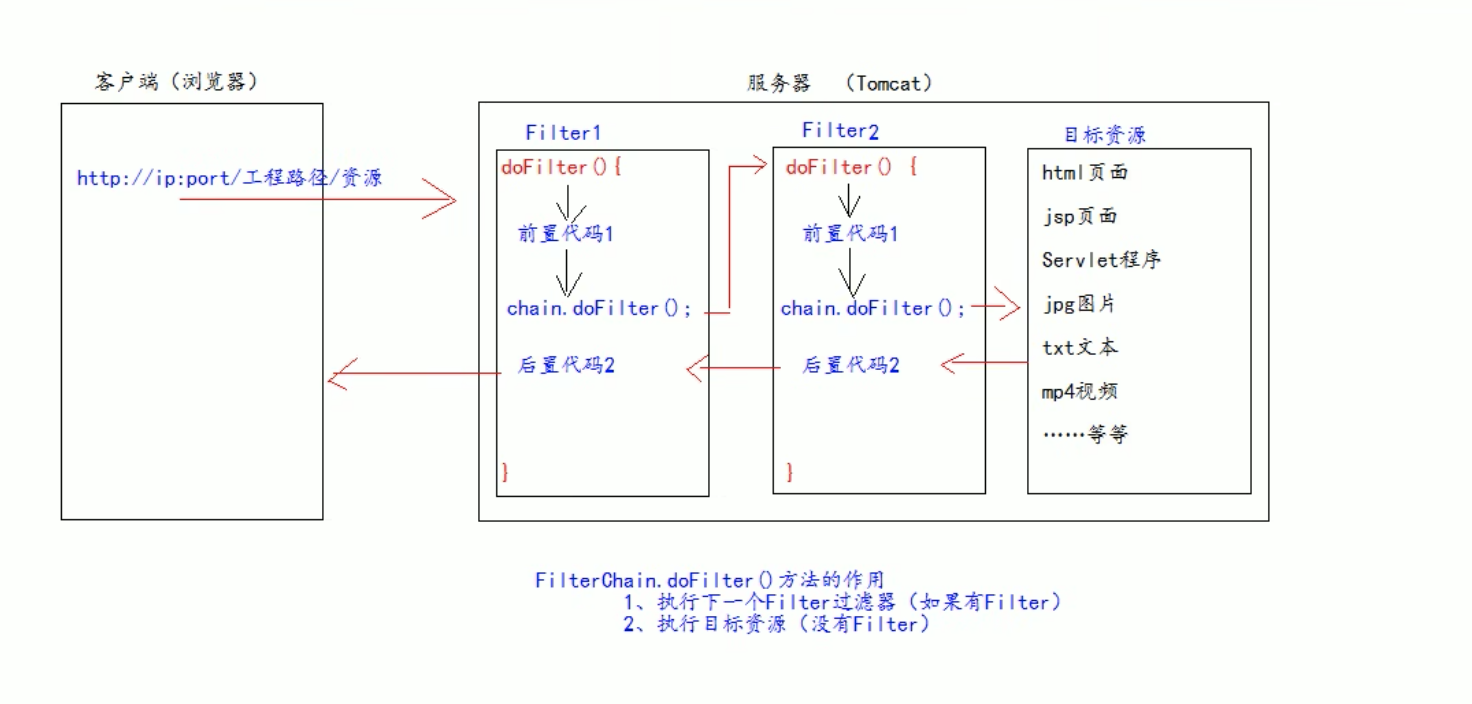 客户端（浏览器）
http://ip:port/工程路径/资源
服务器 （Tomcat）
Filter1
doFilter(){
前置代码1
chain.doFilter();
后置代码2
}
Filter2
doFilter() {
前置代码1
chain.doFilter();
后置代码2
}
目标资源
html页面
jsp页面
Servlet程序
jpg图片
txt文本
mp4视频
……等等
FilterChain.doFilter()方法的作用
1、执行下一个Filter过滤器（如果有Filter）
2、执行目标资源（没有Filter）